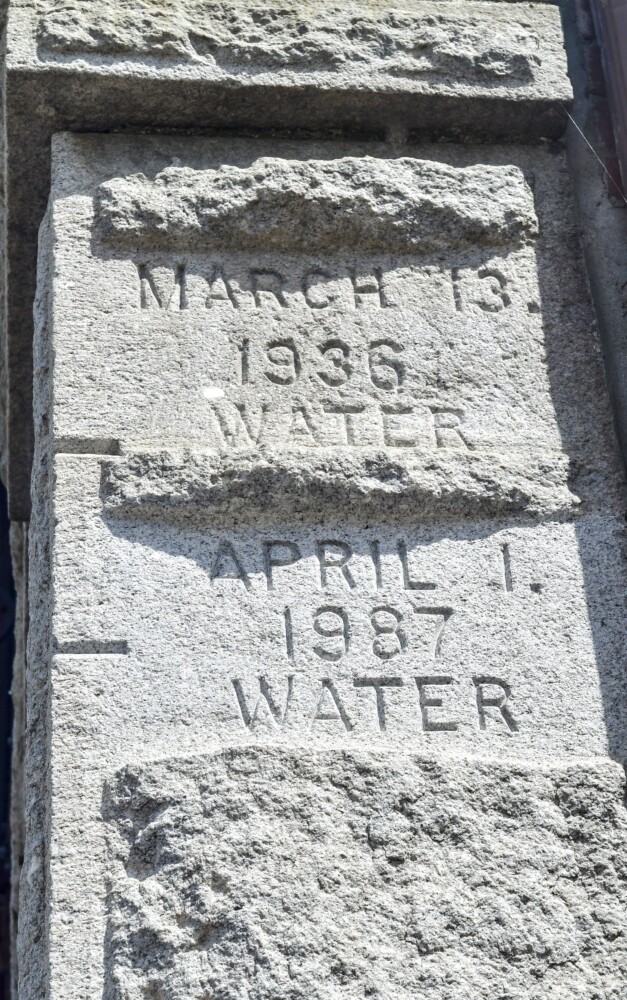 MARCH 13.
1936
WATER
APRIL 1.
1987
WATER